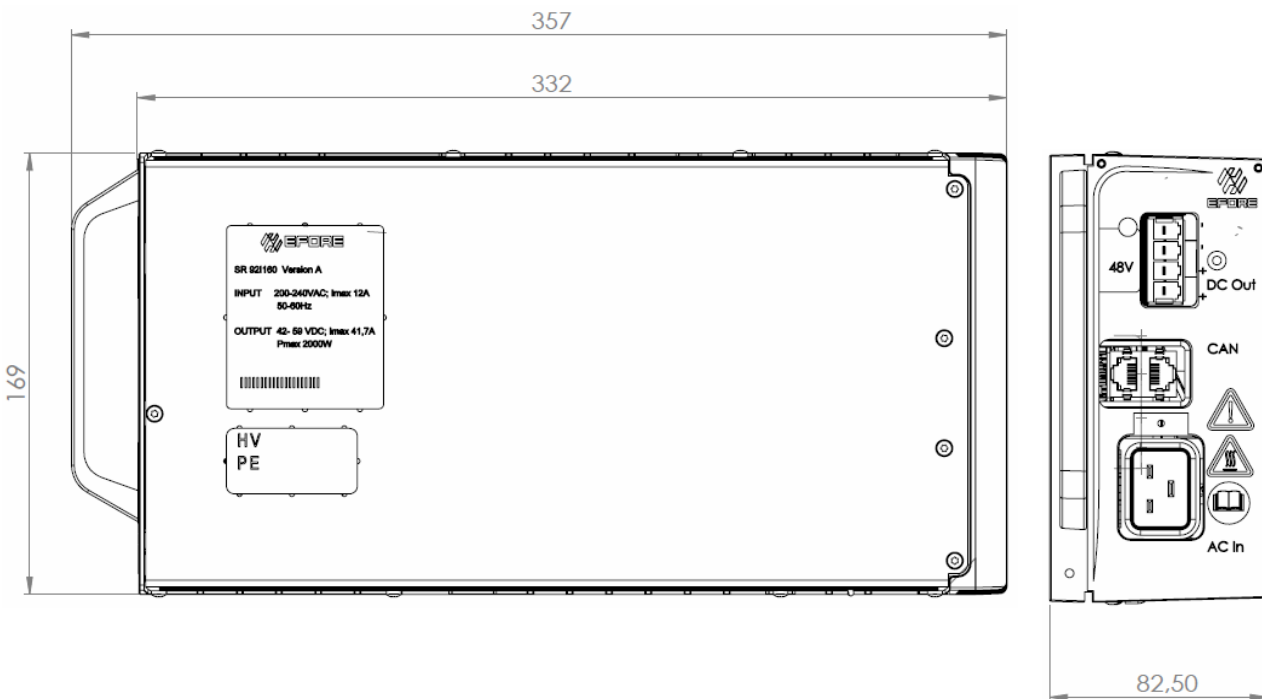 357
332
169
EFORE
SR 92I160 Version A
INPUT 200-240VAC; Imax 12A
50-60Hz
OUTPUT 42- 59 VDC; Imax 41,7A
Pmax 2000W
HV
PE
EFORE
-
-
48V
+
DC Out
+
CAN
AC In
82,50